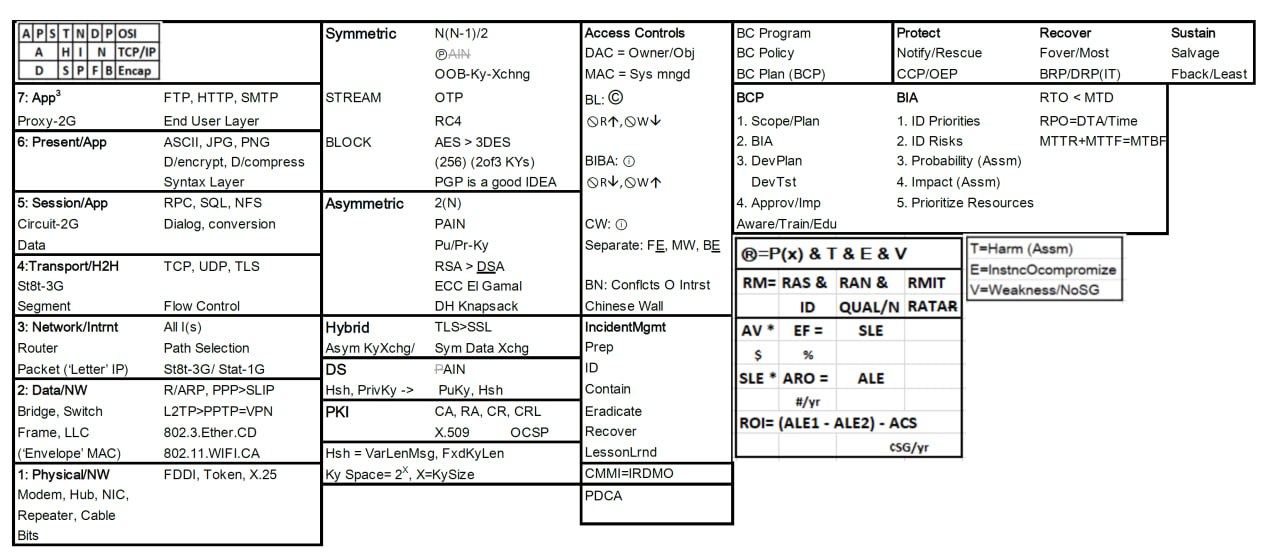 A P S T N D P OSI
A H I N TCP/IP
D S P F B Encap
7: App³ FTP, HTTP, SMTP
Proxy-2G End User Layer
6: Present/App ASCII, JPG, PNG
D/encrypt, D/compress
Syntax Layer
5: Session/App RPC, SQL, NFS
Circuit-2G Dialog, conversion
Data
4:Transport/H2H TCP, UDP, TLS
St8t-3G
Segment Flow Control
3: Network/Intrnt All I(s)
Router Path Selection
Packet ('Letter' IP) St8t-3G/ Stat-1G
2: Data/NW R/ARP, PPP>SLIP
Bridge, Switch L2TP>PPTP=VPN
Frame, LLC 802.3.Ether.CD
('Envelope' MAC) 802.11.WIFI.CA
1: Physical/NW FDDI, Token, X.25
Modem, Hub, NIC,
Repeater, Cable
Bits
Symmetric N(N-1)/2
ⓅAIN
OOB-Ky-Xchng
STREAM OTP
RC4
BLOCK AES > 3DES
(256) (2of3 KYs)
PGP is a good IDEA
Asymmetric 2(N)
PAIN
Pu/Pr-Ky
RSA > DSA
ECC El Gamal
DH Knapsack
Hybrid TLS>SSL
Asym KyXchg/ Sym Data Xchg
DS PAIN
Hsh, PrivKy -> PuKy, Hsh
PKI CA, RA, CR, CRL
X.509 OCSP
Hsh = VarLenMsg, FxdKyLen
Ky Space= 2ˣ, X=KySize
Access Controls
DAC = Owner/Obj
MAC = Sys mngd
BL: Ⓒ
🛇R↑,🛇W↓
BIBA: ⓘ
🛇R↓,🛇W↑
CW: ⓘ
Separate: FE, MW, BE
BN: Conflcts O Intrst
Chinese Wall
IncidentMgmt
Prep
ID
Contain
Eradicate
Recover
LessonLrnd
CMMI=IRDMO
PDCA
BC Program
BC Policy
BC Plan (BCP)
Protect Recover Sustain
Notify/Rescue Fover/Most Salvage
CCP/OEP BRP/DRP(IT) Fback/Least
BCP BIA RTO < MTD
1. Scope/Plan 1. ID Priorities RPO=DTA/Time
2. BIA 2. ID Risks MTTR+MTTF=MTBF
3. DevPlan 3. Probability (Assm)
DevTst 4. Impact (Assm)
4. Approv/Imp 5. Prioritize Resources
Aware/Train/Edu
®=P(x) & T & E & V
RM= RAS & RAN & RMIT
ID QUAL/N RATAR
AV * EF = SLE
$ %
SLE * ARO = ALE
#/yr
ROI= (ALE1 - ALE2) - ACS
¢SG/yr
T=Harm (Assm)
E=InstncOcompromize
V=Weakness/NoSG